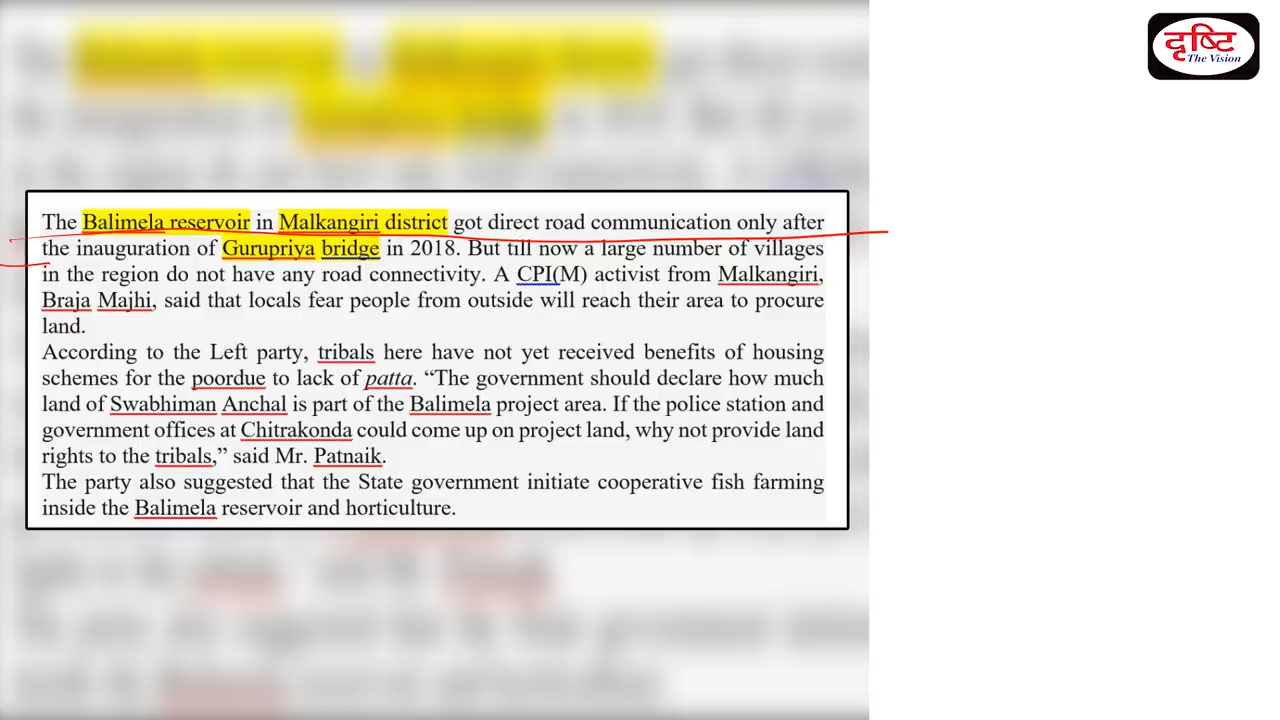 दृष्टि
The Vision
The Balimela reservoir in Malkangiri district got direct road communication only after
the inauguration of Gurupriya bridge in 2018. But till now a large number of villages
in the region do not have any road connectivity. A CPI(M) activist from Malkangiri,
Braja Majhi, said that locals fear people from outside will reach their area to procure
land.
According to the Left party, tribals here have not yet received benefits of housing
schemes for the poordue to lack of patta. “The government should declare how much
land of Swabhiman Anchal is part of the Balimela project area. If the police station and
government offices at Chitrakonda could come up on project land, why not provide land
rights to the tribals,” said Mr. Patnaik.
The party also suggested that the State government initiate cooperative fish farming
inside the Balimela reservoir and horticulture.